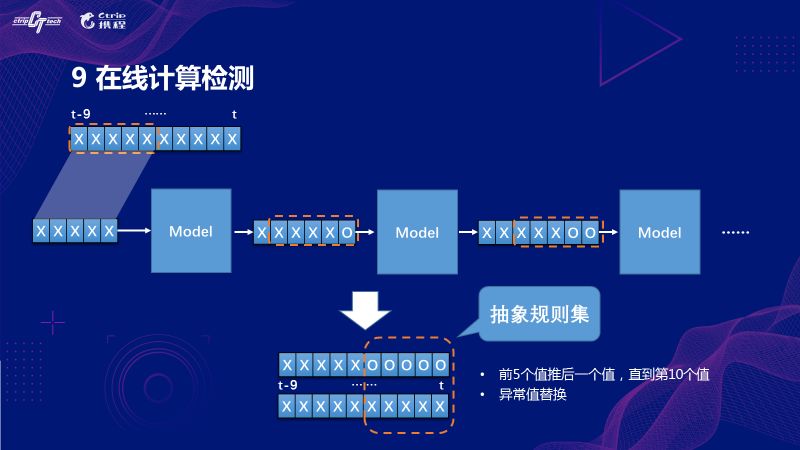 ctrip CT tech
Ctrip
携程
9 在线计算检测
t-9 …… t
X X X X X X X X X X
X X X X X
Model
X X X X X O
Model
X X X X X O O
Model
……
抽象规则集
X X X X X O O O O O
t-9 …… t
X X X X X X X X X X
• 前5个值推后一个值，直到第10个值
• 异常值替换